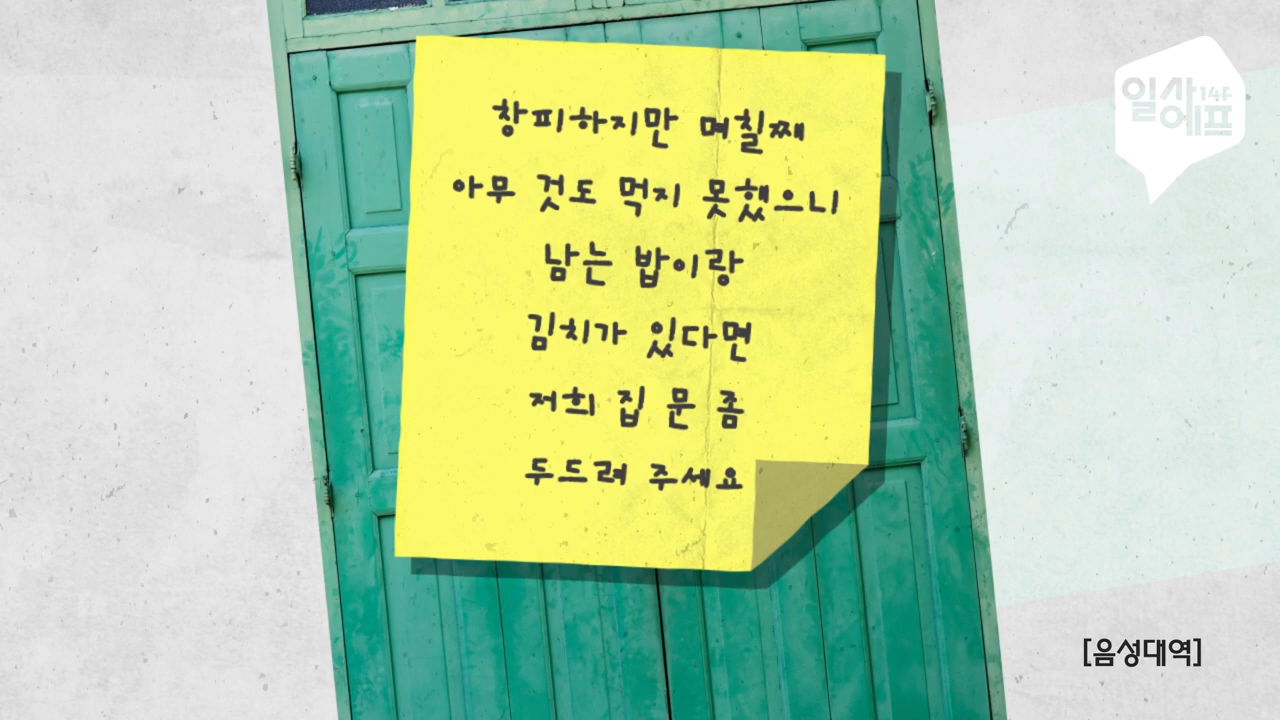 창피하지만 며칠째
아무 것도 먹지 못했으니
남는 밥이랑
김치가 있다면
저희 집 문 좀
두드려 주세요
일사 14F
에프
[음성대역]